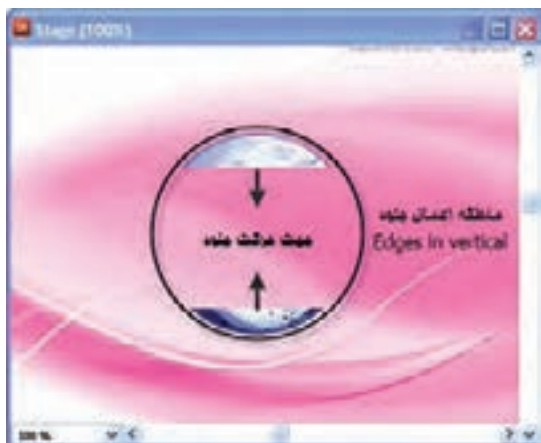 Stage (100%)
منطقه اعمال جلوه
Edges in vertical
جهت حرکت جلوه
100 %